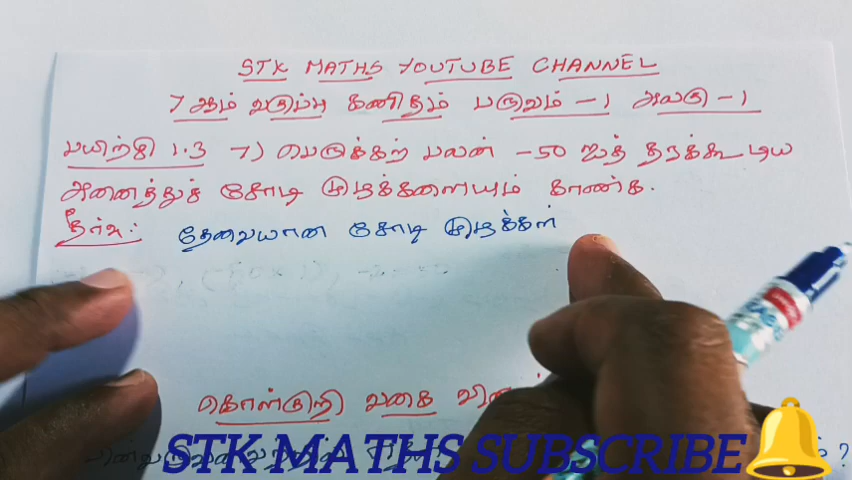 STK MATHS YOUTUBE CHANNEL
7 ஆம் வகுப்பு கணிதம் பருவம் -1 அலகு -1
பயிற்சி 1.3 7) பெருக்கற் பலன் -50 ஐத் தரக்கூடிய
அனைத்துச் சோடி முழுக்களையும் காண்க.
தீர்வு: தேவையான சோடி முழுக்கள்
கொள்குறி வகை
STK MATHS SUBSCRIBE
?